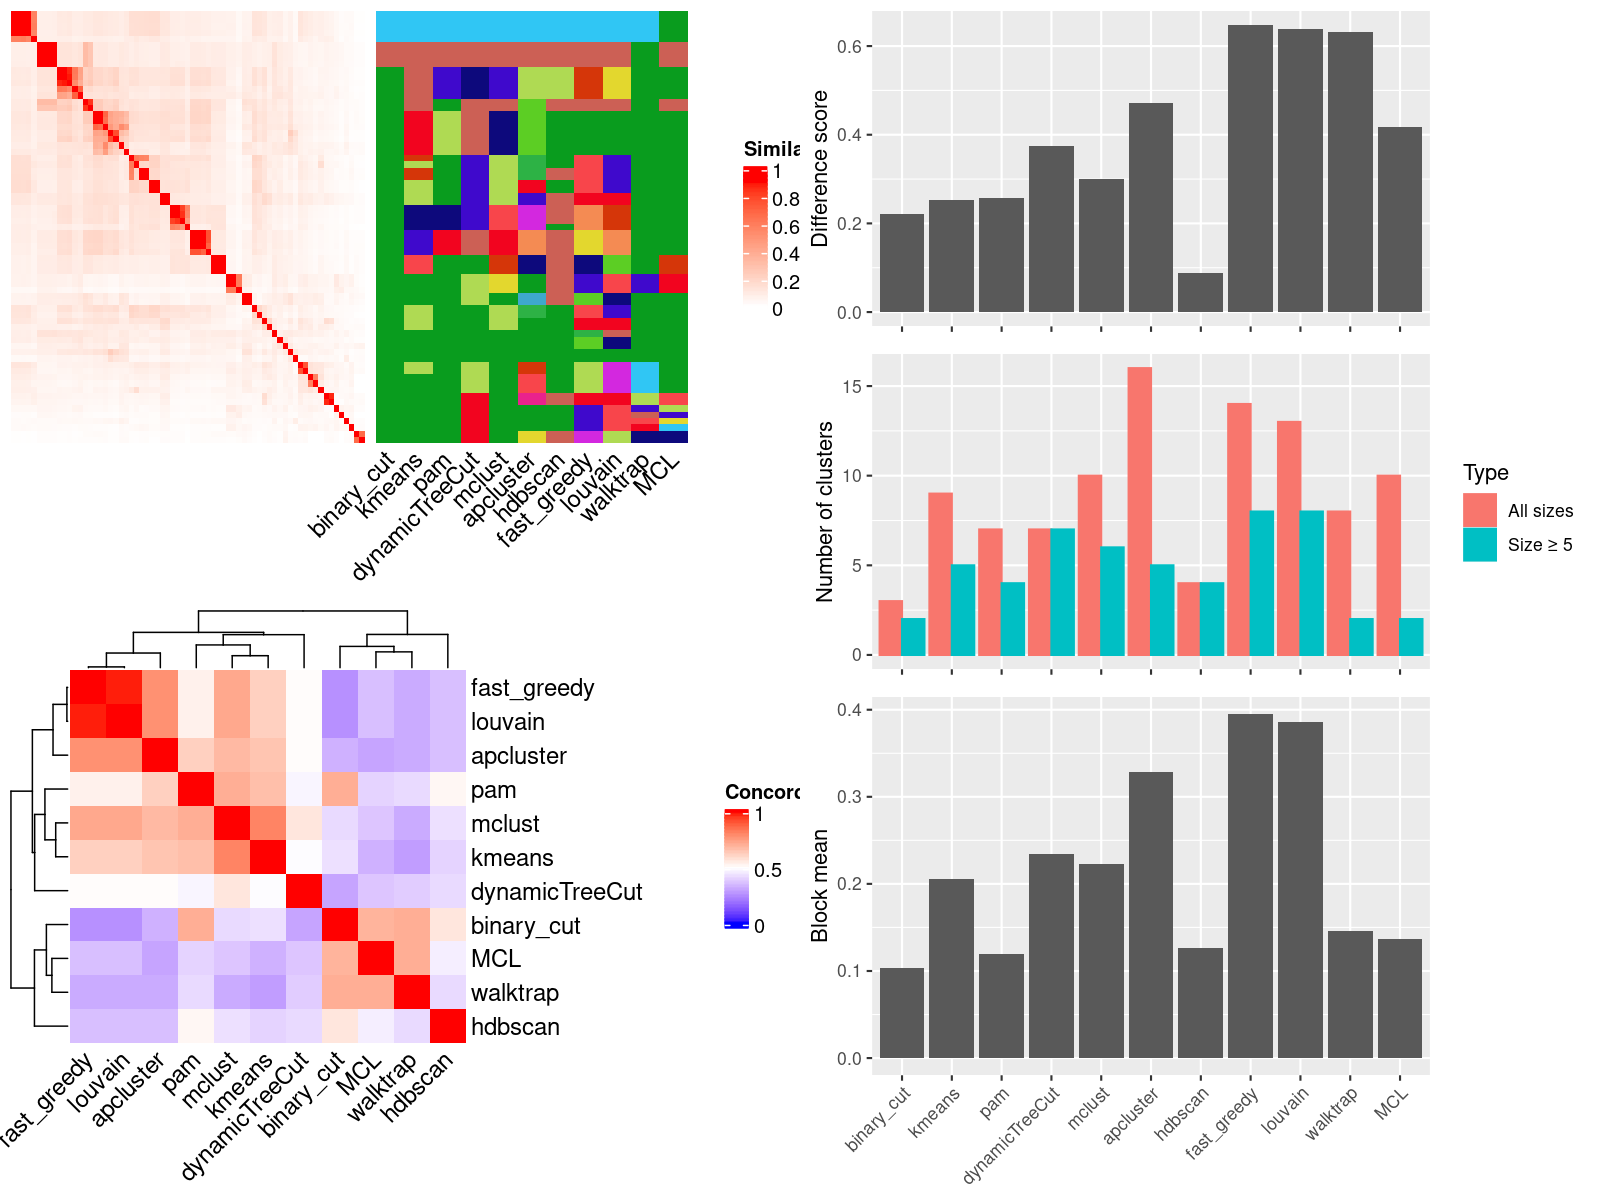 Simila
1
0.8
0.6
0.4
0.2
0
binary_cut
kmeans
pam
dynamicTreeCut
mclust
apcluster
hdbscan
fast_greedy
louvain
walktrap
MCL
fast_greedy
louvain
apcluster
pam
mclust
kmeans
dynamicTreeCut
binary_cut
MCL
walktrap
hdbscan
fast_greedy
louvain
apcluster
pam
mclust
kmeans
dynamicTreeCut
binary_cut
MCL
walktrap
hdbscan
Concord
1
0.5
0
Difference score
0.6
0.4
0.2
0.0
Number of clusters
15
10
5
0
Type
All sizes
Size ≥ 5
Block mean
0.4
0.3
0.2
0.1
0.0
binary_cut
kmeans
pam
dynamicTreeCut
mclust
apcluster
hdbscan
fast_greedy
louvain
walktrap
MCL